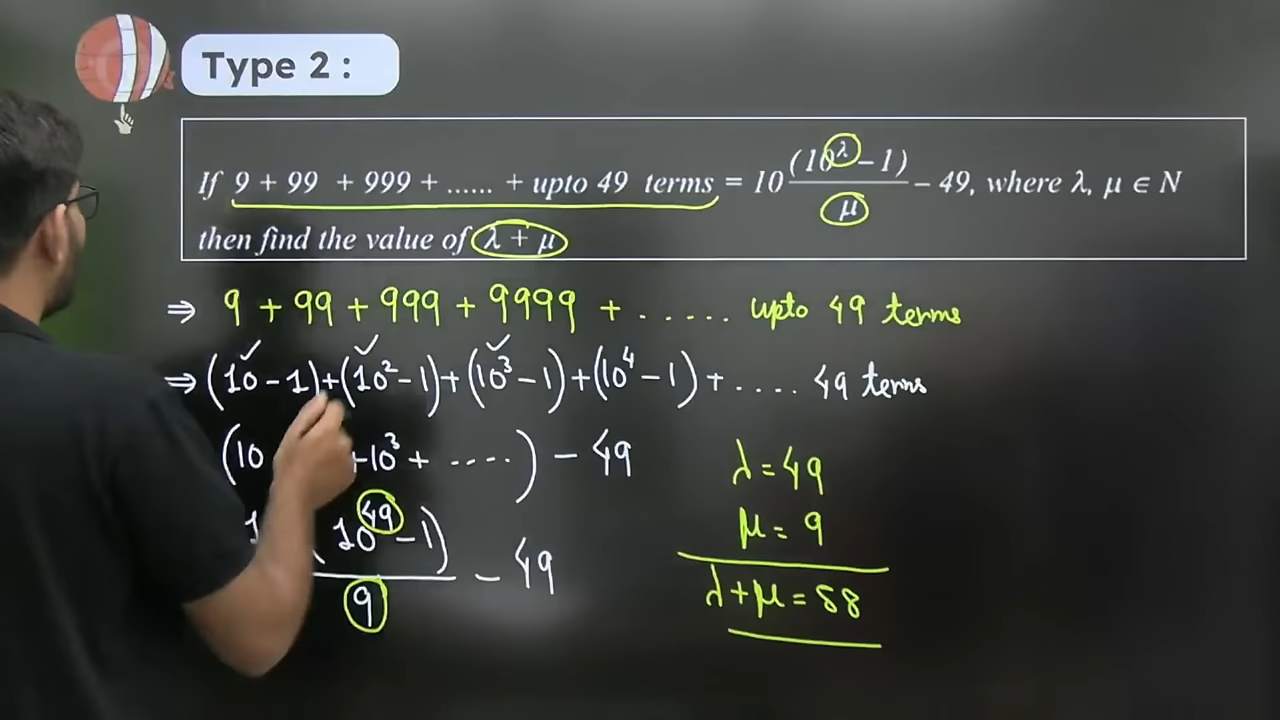 Type 2 :
If 9 + 99 + 999 + ...... + upto 49 terms = 10 (10^λ – 1)/μ – 49, where λ, μ ∈ N
then find the value of λ + μ
⇒ 9 + 99 + 999 + 9999 + ...... upto 49 terms
⇒ (10 - 1) + (10² - 1) + (10³ - 1) + (10⁴ - 1) + .... 49 terms
(10 + 10³ + .....) - 49
(10⁴⁹ - 1)/9 - 49
λ = 49
μ = 9
λ + μ = 58